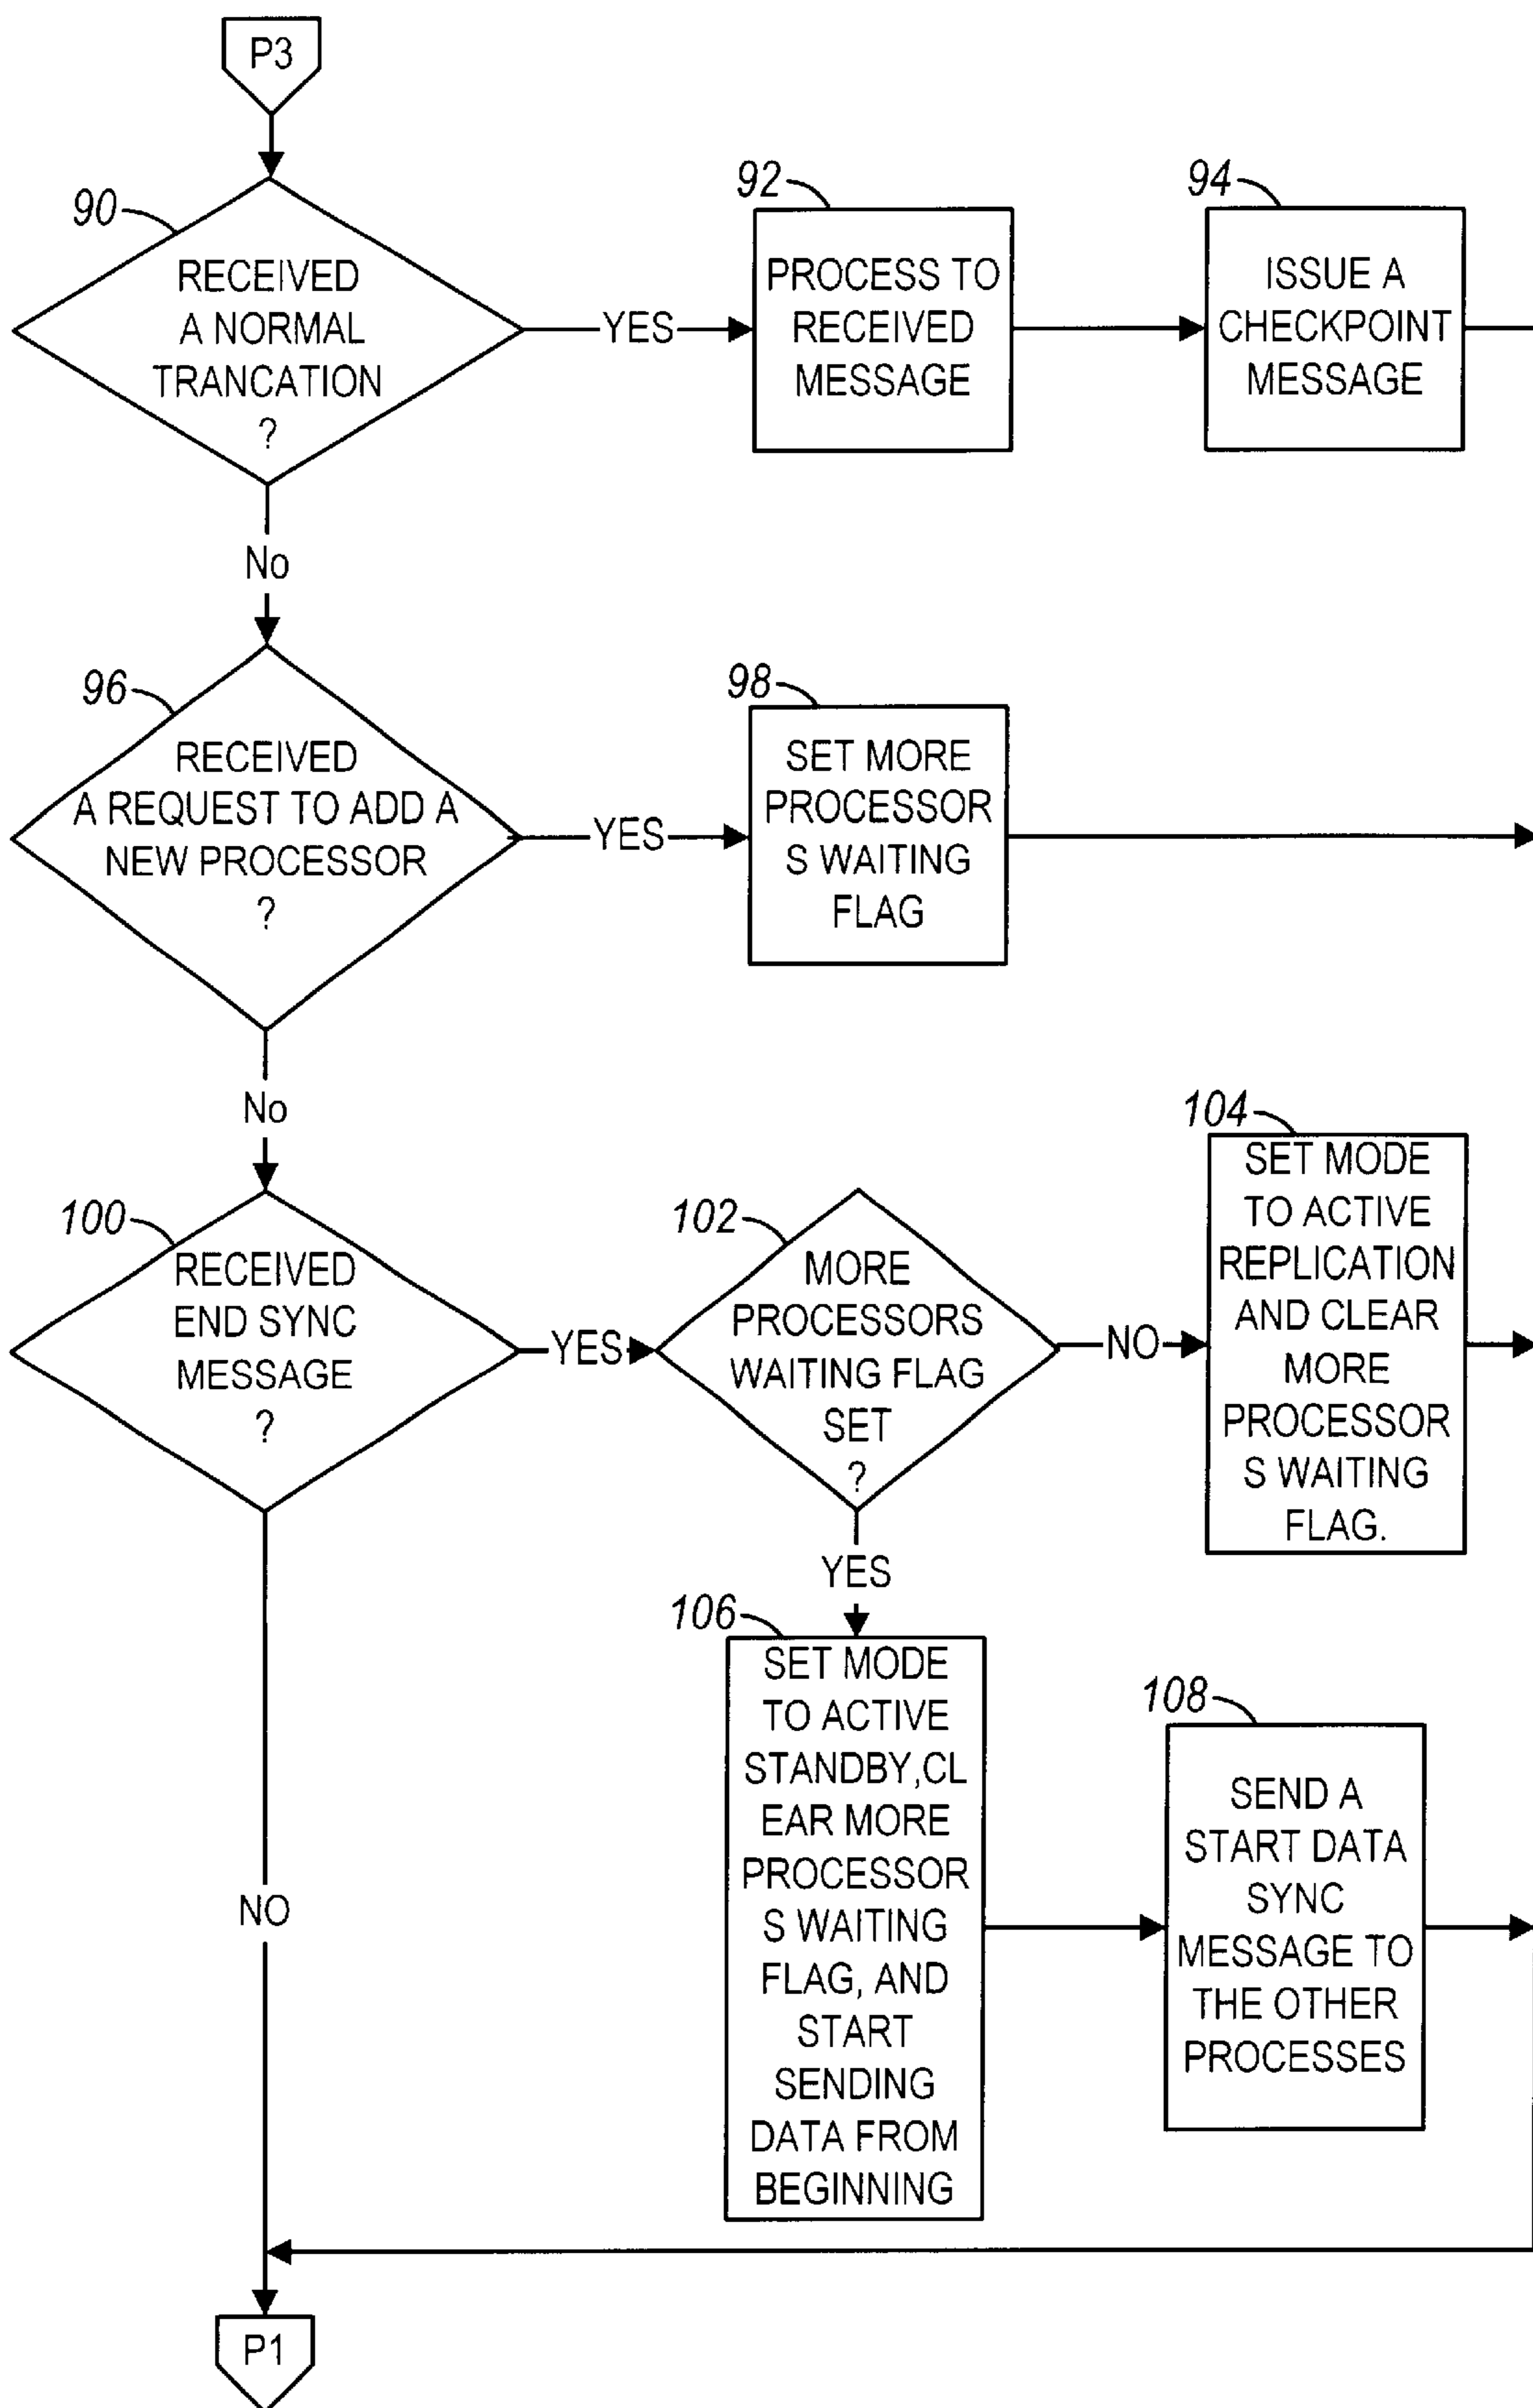 P3
90
RECEIVED
A NORMAL
TRANCATION
?
YES
92
PROCESS TO
RECEIVED
MESSAGE
94
ISSUE A
CHECKPOINT
MESSAGE
No
96
RECEIVED
A REQUEST TO ADD A
NEW PROCESSOR
?
YES
98
SET MORE
PROCESSOR
S WAITING
FLAG
No
100
RECEIVED
END SYNC
MESSAGE
?
YES
102
MORE
PROCESSORS
WAITING FLAG
SET
?
NO
104
SET MODE
TO ACTIVE
REPLICATION
AND CLEAR
MORE
PROCESSOR
S WAITING
FLAG.
YES
106
SET MODE
TO ACTIVE
STANDBY,CL
EAR MORE
PROCESSOR
S WAITING
FLAG, AND
START
SENDING
DATA FROM
BEGINNING
108
SEND A
START DATA
SYNC
MESSAGE TO
THE OTHER
PROCESSES
NO
P1